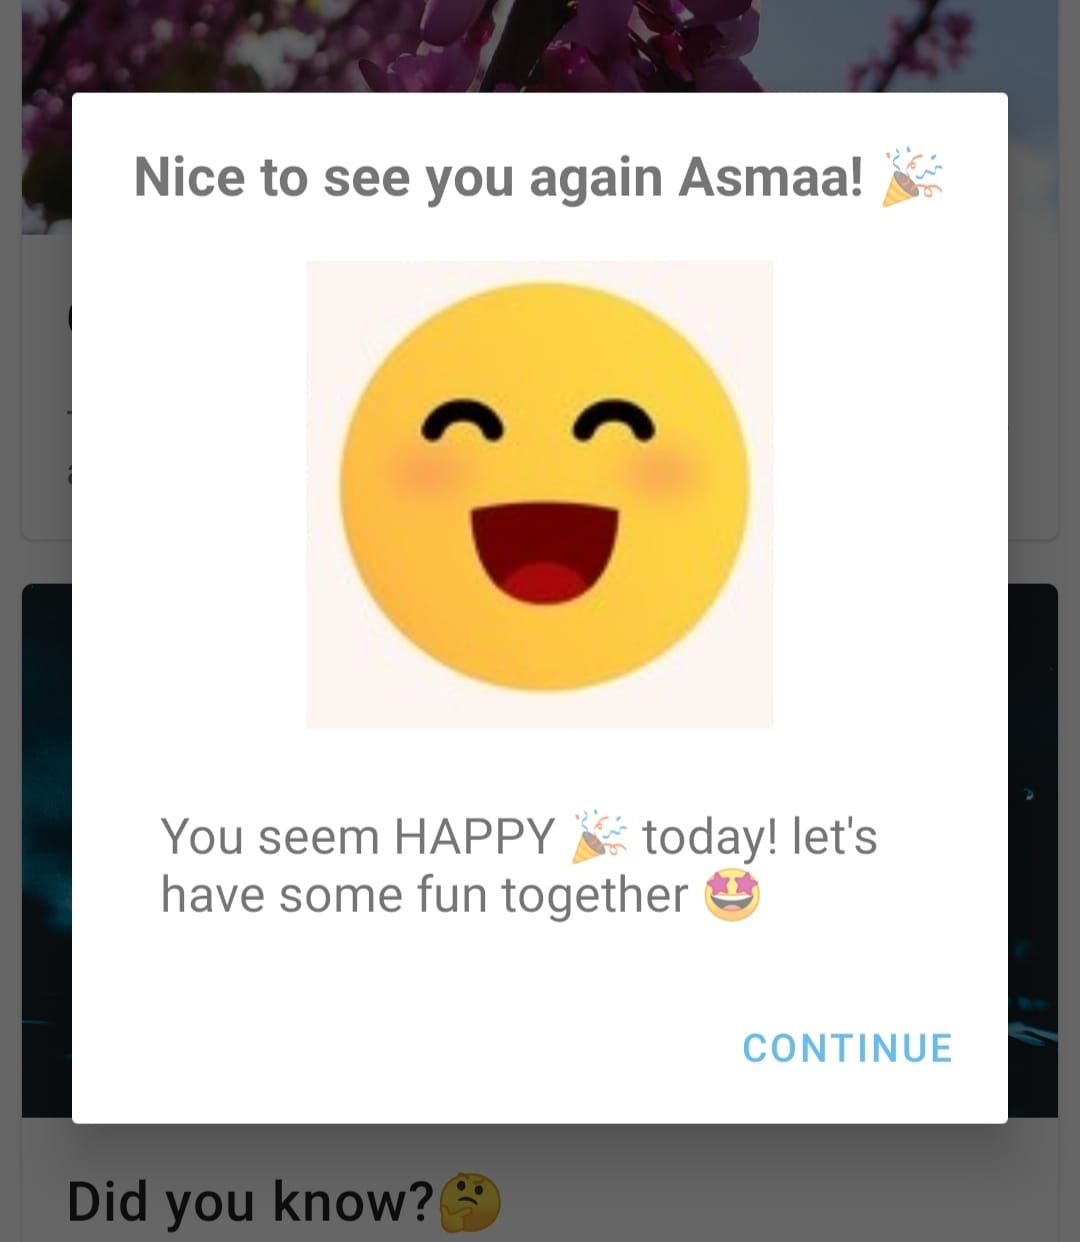 Nice to see you again Asmaa! 🎉
You seem HAPPY 🎉 today! let's
have some fun together 🤩
CONTINUE
Did you know?🤔